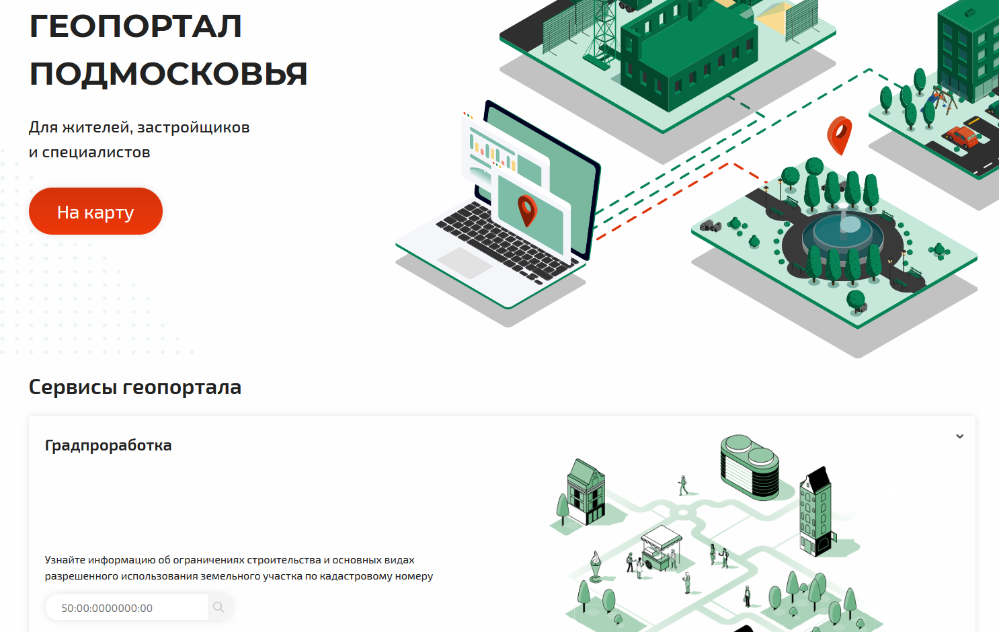 ГЕОПОРТАЛ
ПОДМОСКОВЬЯ
Для жителей, застройщиков
и специалистов
На карту
Сервисы геопортала
Градпроработка
Узнайте информацию об ограничениях строительства и основных видах
разрешенного использования земельного участка по кадастровому номеру
50:00:0000000:00